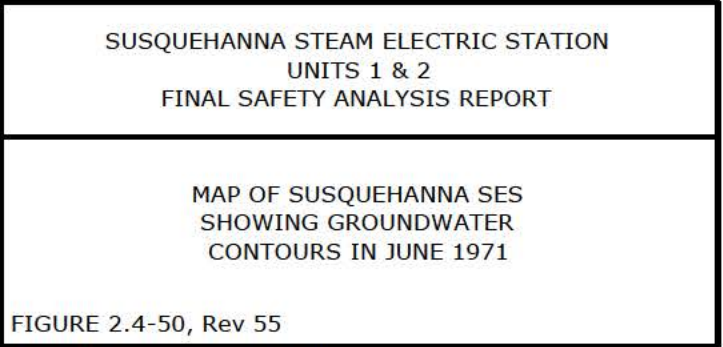 SUSQUEHANNA STEAM ELECTRIC STATION
UNITS 1 & 2
FINAL SAFETY ANALYSIS REPORT
MAP OF SUSQUEHANNA SES
SHOWING GROUNDWATER
CONTOURS IN JUNE 1971
FIGURE 2.4-50, Rev 55